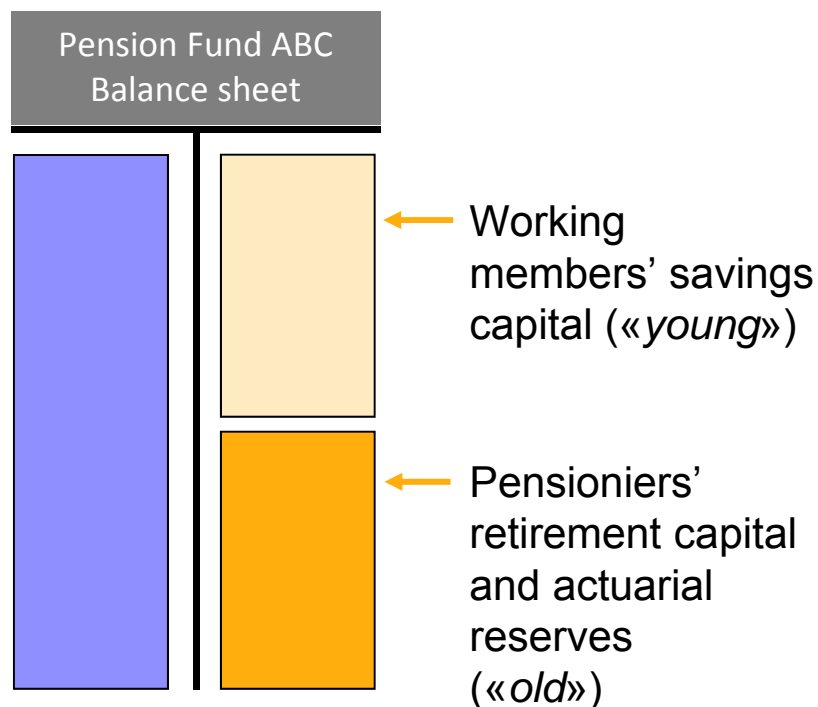 Pension Fund ABC
Balance sheet
Working
members’ savings
capital («young»)
Pensioniers’
retirement capital
and actuarial
reserves
(«old»)